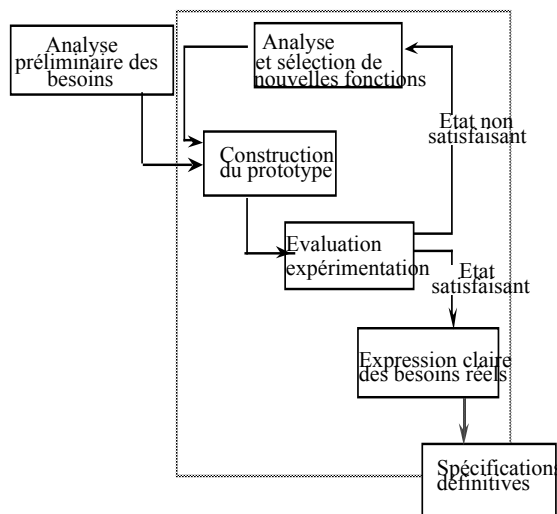 Analyse
préliminaire des
besoins
Analyse
et sélection de
nouvelles fonctions
Etat non
satisfaisant
Construction
du prototype
Evaluation
expérimentation
Etat
satisfaisant
Expression claire
des besoins réels
Spécifications
définitives